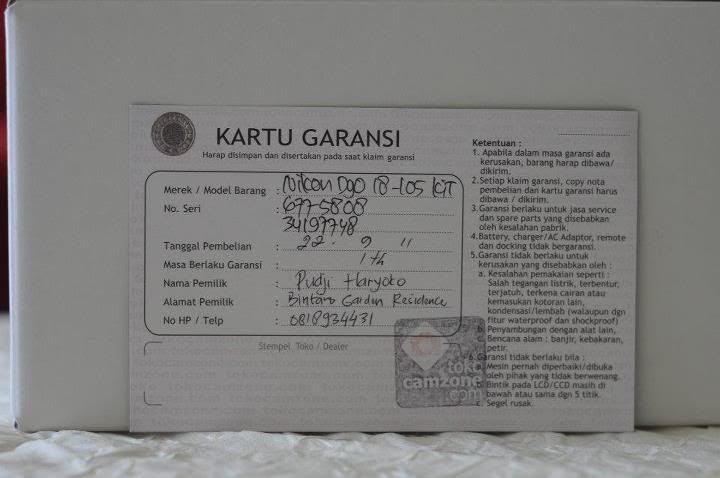 KARTU GARANSI
Harap disimpan dan disertakan pada saat klaim garansi
Merek / Model Barang : Nikon D90 18-105 KIT
No. Seri : 6775808
34197748
Tanggal Pembelian : 22. 9 11
Masa Berlaku Garansi : 1 th
Nama Pemilik : Pudji Haryoko
Alamat Pemilik : Bintaro Garden Residence
No HP / Telp : 0818934431
Stempel Toko / Dealer
toko
camzone
.com
Ketentuan :
1. Apabila dalam masa garansi ada
kerusakan, barang harap dibawa/
dikirim.
2.Setiap klaim garansi, copy nota
pembelian dan kartu garansi harus
dibawa / dikirim.
3.Garansi berlaku untuk jasa service
dan spare parts yang disebabkan
oleh kesalahan pabrik.
4.Battery, charger/AC Adaptor, remote
dan docking tidak bergaransi.
5.Garansi tidak berlaku untuk
kerusakan yang disebabkan oleh :
a. Kesalahan pemakaian seperti :
Salah tegangan listrik, terbentur,
terjatuh, terkena cairan atau
kemasukan kotoran lain,
kondensasi/lembab (walaupun dgn
fitur waterproof dan shockproof)
b. Penyambungan dengan alat lain,
c. Bencana alam : banjir, kebakaran,
petir.
6.Garansi tidak berlaku bila :
Mesin pernah diperbaiki/dibuka
oleh pihak yang tidak berwenang.
Bintik pada LCD/CCD masih di
bawah atau sama dgn 5 titik.
c. Segel rusak.